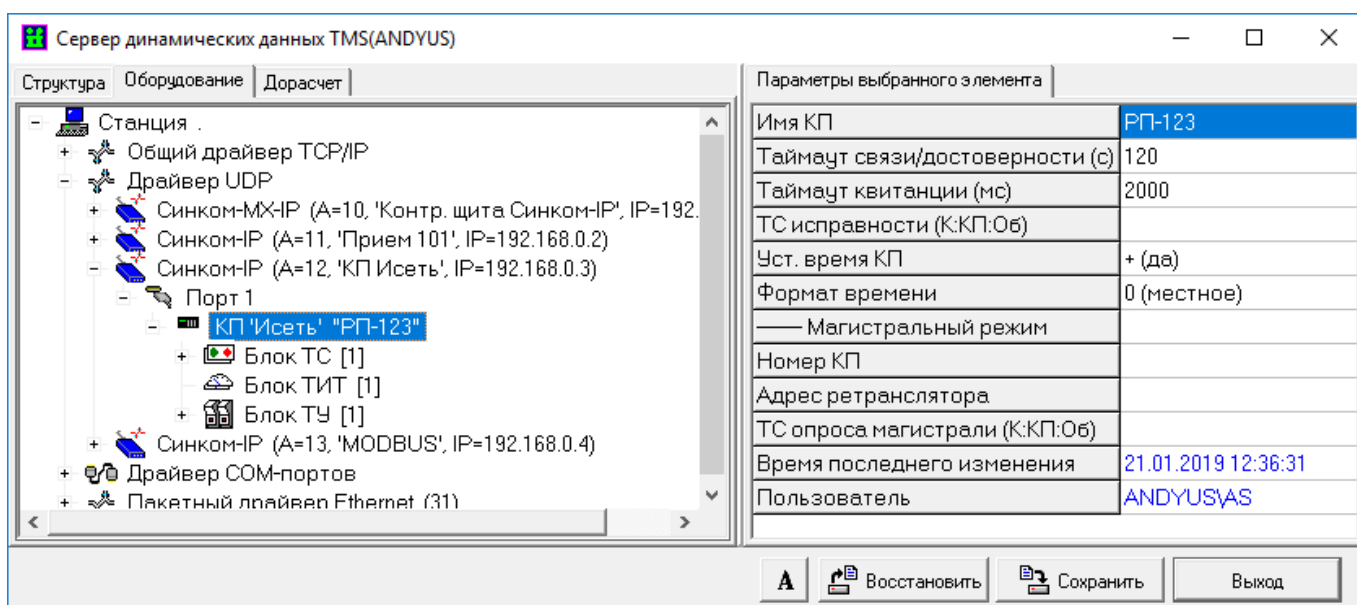 Сервер динамических данных TMS(ANDYUS)
Структура Оборудование Дорасчет
Станция .
Общий драйвер TCP/IP
Драйвер UDP
Синком-MX-IP (A=10, 'Контр. щита Синком-IP', IP=192.
Синком-IP (A=11, 'Прием 101', IP=192.168.0.2)
Синком-IP (A=12, 'КП Исеть', IP=192.168.0.3)
Порт 1
КП 'Исеть' "РП-123"
Блок ТС [1]
Блок ТИТ [1]
Блок ТУ [1]
Синком-IP (A=13, 'MODBUS', IP=192.168.0.4)
Драйвер COM-портов
Пакетный драйвер Ethernet (31)
Параметры выбранного элемента
Имя КП РП-123
Таймаут связи/достоверности (с) 120
Таймаут квитанции (мс) 2000
ТС исправности (К:КП:Об)
Уст. время КП + (да)
Формат времени 0 (местное)
—— Магистральный режим
Номер КП
Адрес ретранслятора
ТС опроса магистрали (К:КП:Об)
Время последнего изменения 21.01.2019 12:36:31
Пользователь ANDYUS\AS
A Восстановить Сохранить Выход